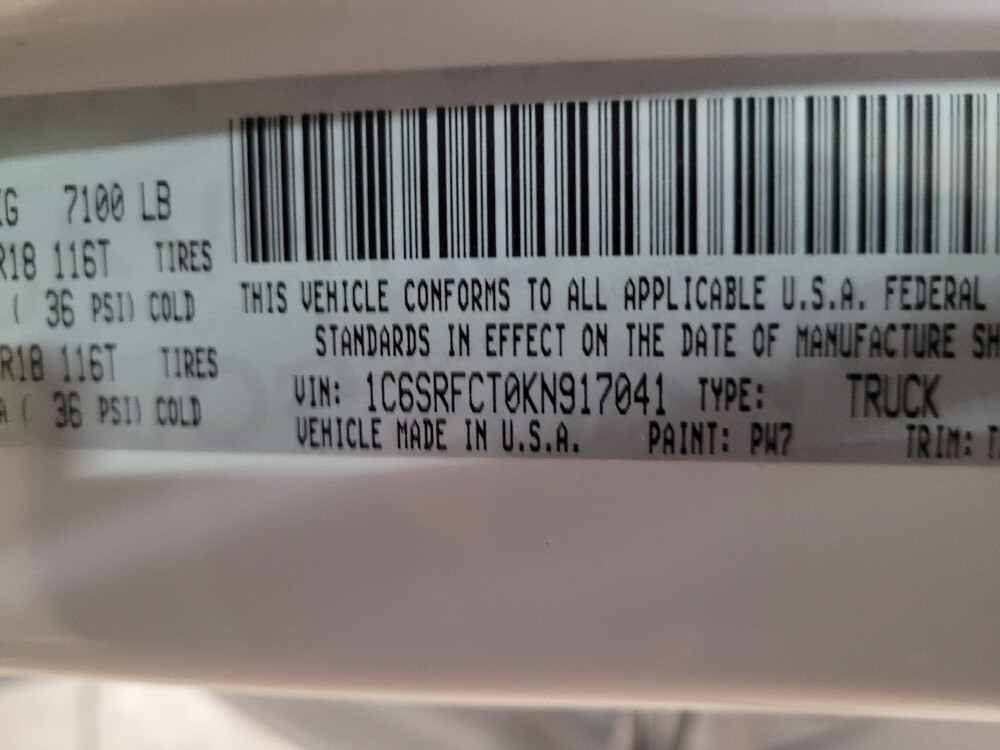 KG 7100 LB
R18 116T TIRES
( 36 PSI) COLD
R18 116T TIRES
A ( 36 PSI) COLD
THIS VEHICLE CONFORMS TO ALL APPLICABLE U.S.A. FEDERAL
STANDARDS IN EFFECT ON THE DATE OF MANUFACTURE SH
VIN: 1C6SRFCT0KN917041 TYPE: TRUCK
VEHICLE MADE IN U.S.A. PAINT: PW7 TRIM: